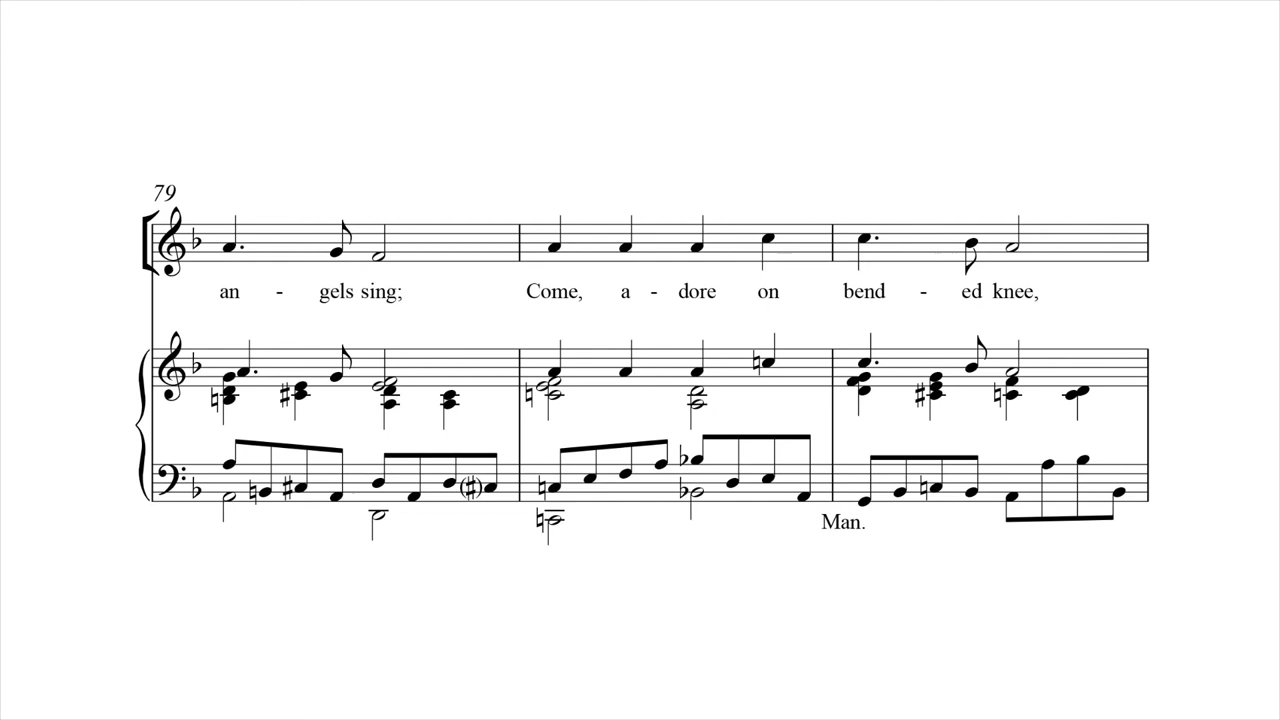 79
an - gels sing; Come, a - dore on bend - ed knee,
Man.